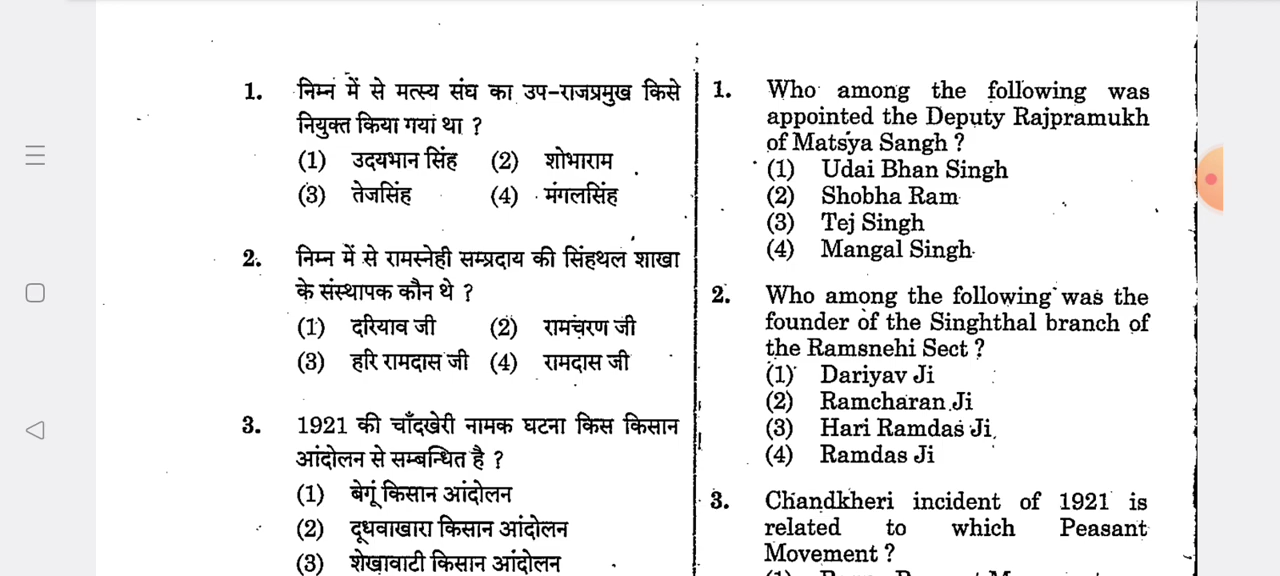 1. निम्न में से मत्स्य संघ का उप-राजप्रमुख किसे
नियुक्त किया गया था ?
(1) उदयभान सिंह (2) शोभाराम
(3) तेजसिंह (4) मंगलसिंह
2. निम्न में से रामस्नेही सम्प्रदाय की सिंहथल शाखा
के संस्थापक कौन थे ?
(1) दरियाव जी (2) रामचरण जी
(3) हरि रामदास जी (4) रामदास जी
3. 1921 की चाँदखेरी नामक घटना किस किसान
आंदोलन से सम्बन्धित है ?
(1) बेगूं किसान आंदोलन
(2) दूधवाखारा किसान आंदोलन
(3) शेखावाटी किसान आंदोलन
1. Who among the following was
appointed the Deputy Rajpramukh
of Matsya Sangh ?
(1) Udai Bhan Singh
(2) Shobha Ram
(3) Tej Singh
(4) Mangal Singh
2. Who among the following was the
founder of the Singhthal branch of
the Ramsnehi Sect ?
(1) Dariyav Ji
(2) Ramcharan Ji
(3) Hari Ramdas Ji
(4) Ramdas Ji
3. Chandkheri incident of 1921 is
related to which Peasant
Movement ?